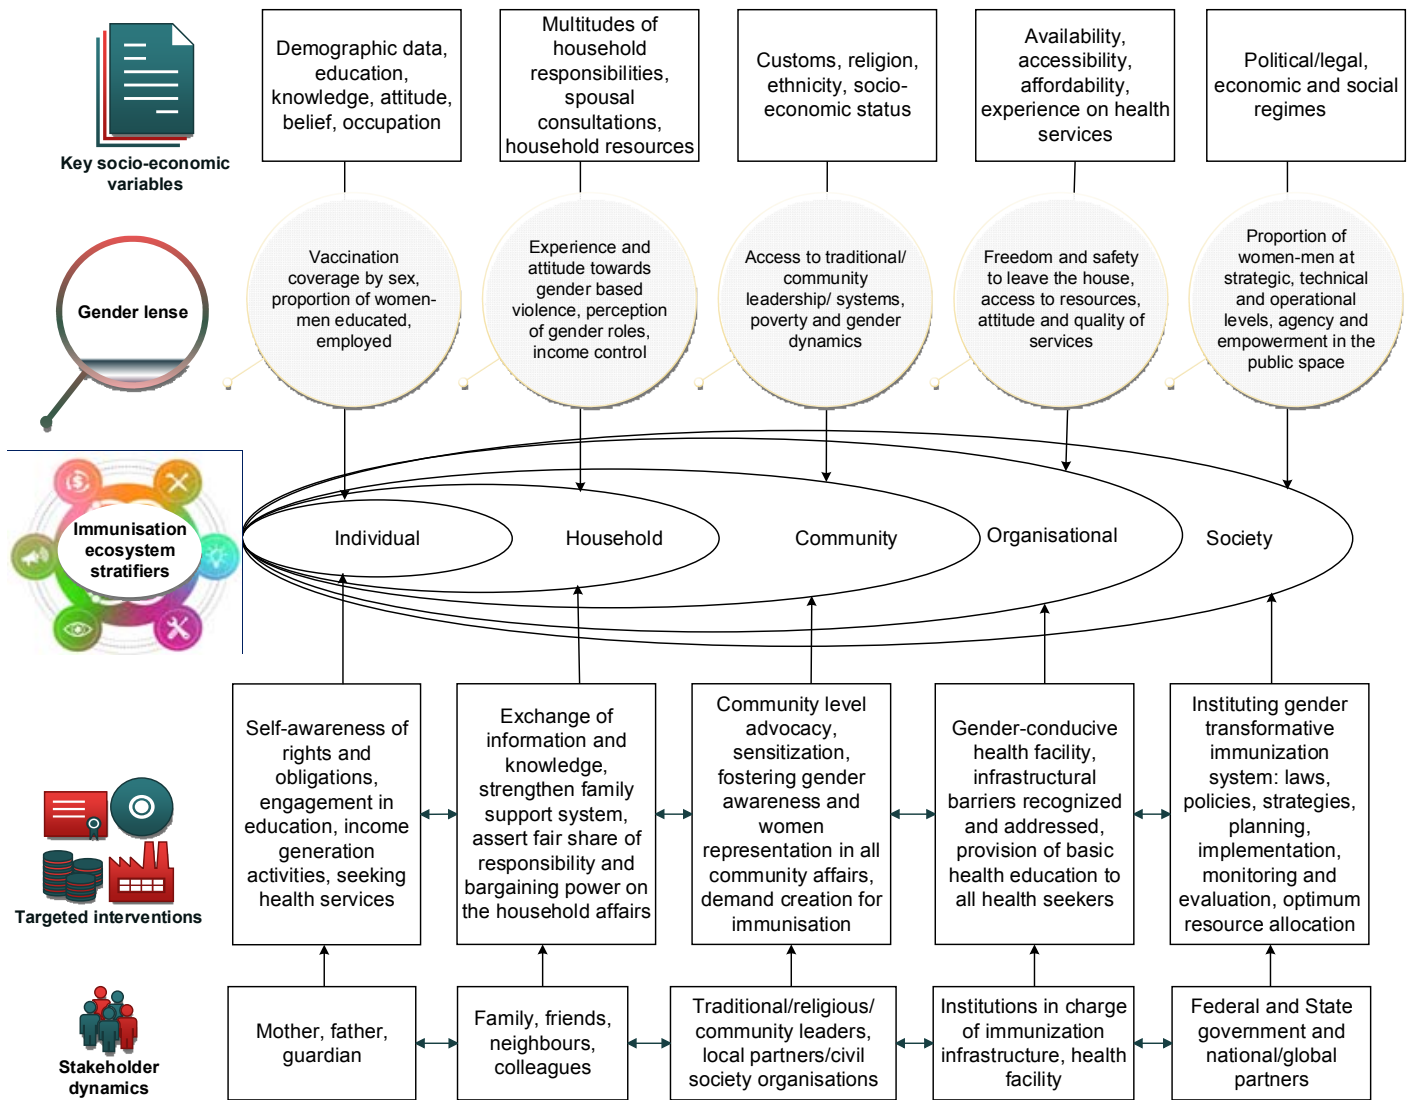 Key socio-economic
variables
Demographic data,
education,
knowledge, attitude,
belief, occupation
Multitudes of
household
responsibilities,
spousal
consultations,
household resources
Customs, religion,
ethnicity, socio-
economic status
Availability,
accessibility,
affordability,
experience on health
services
Political/legal,
economic and social
regimes
Gender lense
Vaccination
coverage by sex,
proportion of women-
men educated,
employed
Experience and
attitude towards
gender based
violence, perception
of gender roles,
income control
Access to traditional/
community
leadership/ systems,
poverty and gender
dynamics
Freedom and safety
to leave the house,
access to resources,
attitude and quality of
services
Proportion of
women-men at
strategic, technical
and operational
levels, agency and
empowerment in the
public space
Immunisation
ecosystem
stratifiers
Individual
Household
Community
Organisational
Society
Targeted interventions
Self-awareness of
rights and
obligations,
engagement in
education, income
generation
activities, seeking
health services
Exchange of
information and
knowledge,
strengthen family
support system,
assert fair share of
responsibility and
bargaining power on
the household affairs
Community level
advocacy,
sensitization,
fostering gender
awareness and
women
representation in all
community affairs,
demand creation for
immunisation
Gender-conducive
health facility,
infrastructural
barriers recognized
and addressed,
provision of basic
health education to
all health seekers
Instituting gender
transformative
immunization
system: laws,
policies, strategies,
planning,
implementation,
monitoring and
evaluation, optimum
resource allocation
Stakeholder
dynamics
Mother, father,
guardian
Family, friends,
neighbours,
colleagues
Traditional/religious/
community leaders,
local partners/civil
society organisations
Institutions in charge
of immunization
infrastructure, health
facility
Federal and State
government and
national/global
partners